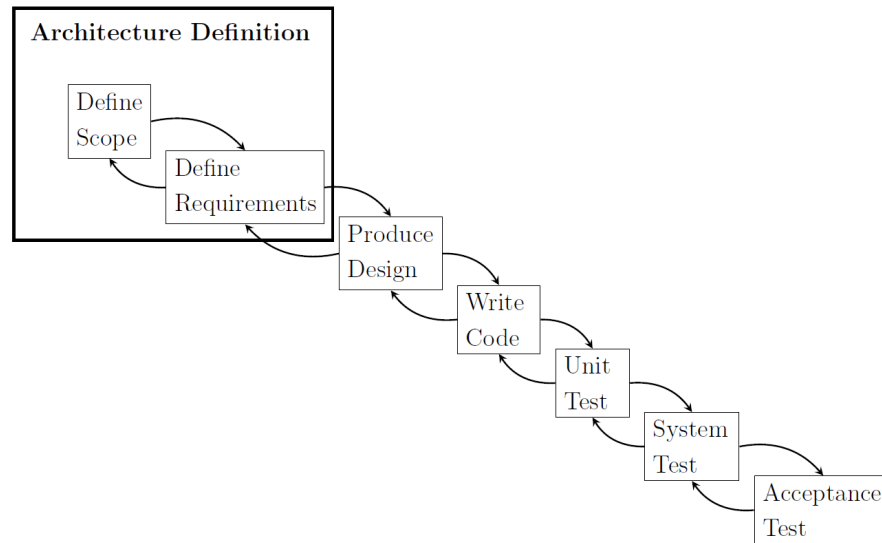 Architecture Definition
Define
Scope
Define
Requirements
Produce
Design
Write
Code
Unit
Test
System
Test
Acceptance
Test